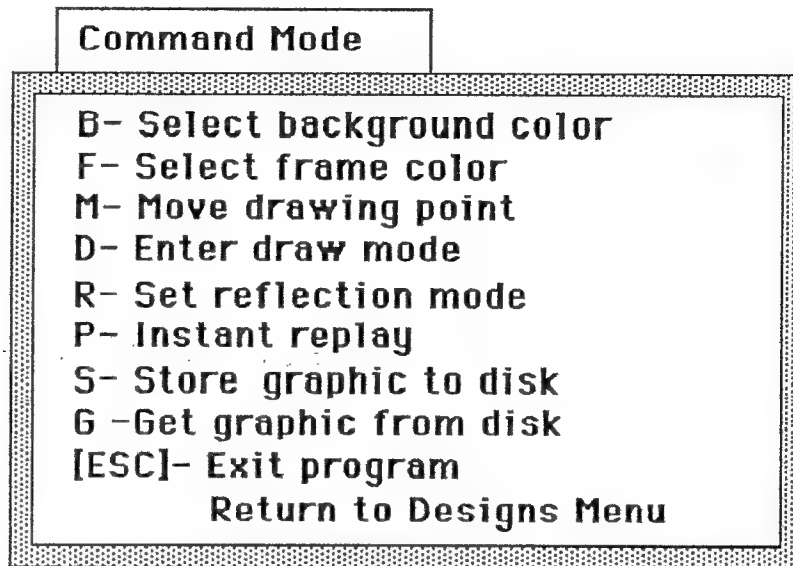 Command Mode
B- Select background color
F- Select frame color
M- Move drawing point
D- Enter draw mode
R- Set reflection mode
P- Instant replay
S- Store graphic to disk
G -Get graphic from disk
[ESC]- Exit program
Return to Designs Menu